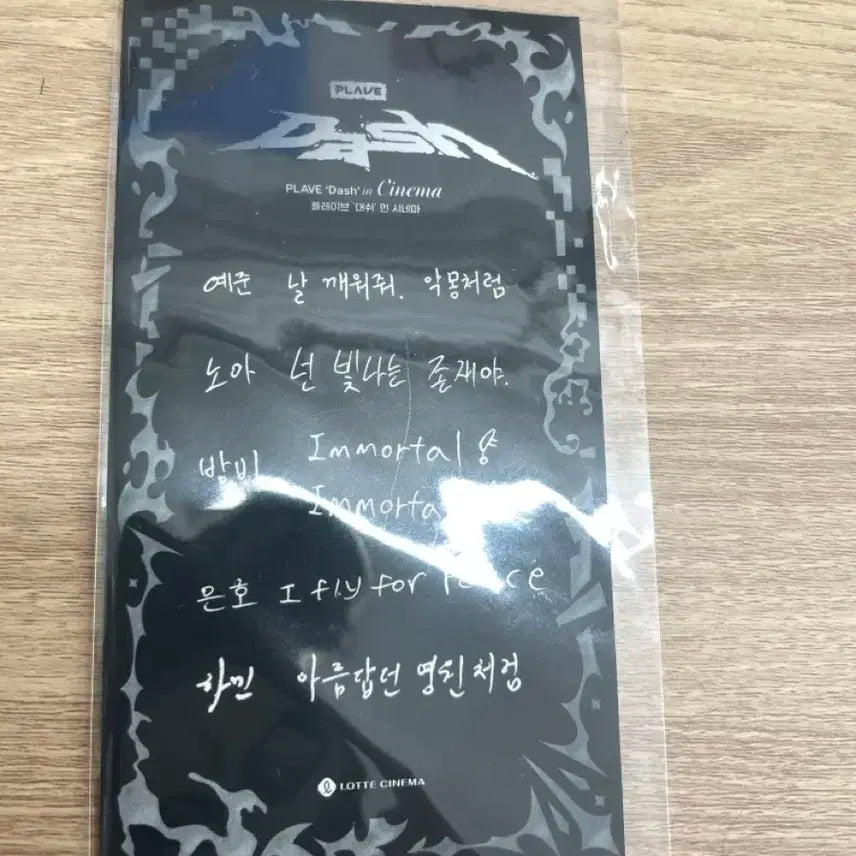 PLAVE
Dash
PLAVE 'Dash' in Cinema
플레이브 '대쉬' 인 시네마
예준 날 깨워줘. 악몽처럼
노아 넌 빛나는 존재야.
밤비 Immortal
Immorta
은호 I fly for
하민 아름답던 영원처럼
LOTTE CINEMA